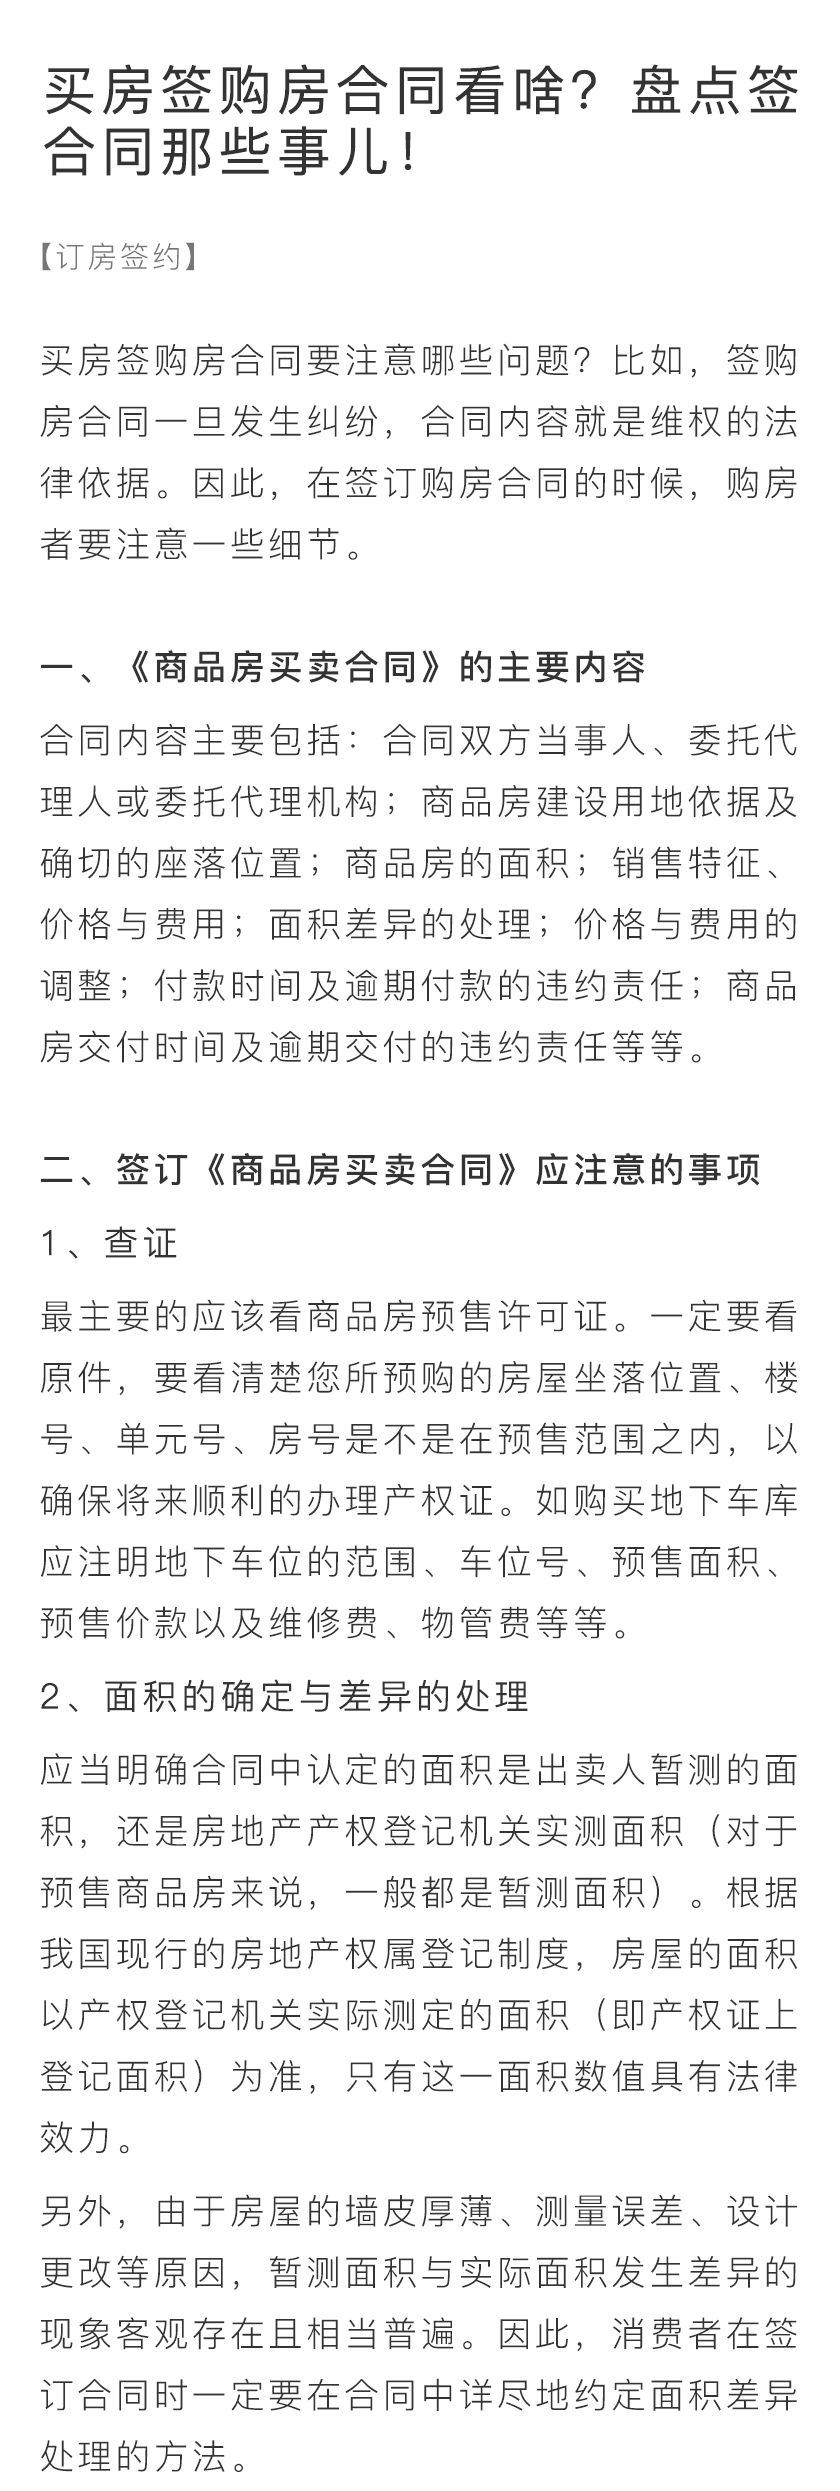 买房签购房合同看啥？盘点签
合同那些事儿！
【订房签约】
买房签购房合同要注意哪些问题？比如，签购
房合同一旦发生纠纷，合同内容就是维权的法
律依据。因此，在签订购房合同的时候，购房
者要注意一些细节。
一、《商品房买卖合同》的主要内容
合同内容主要包括：合同双方当事人、委托代
理人或委托代理机构；商品房建设用地依据及
确切的座落位置；商品房的面积；销售特征、
价格与费用；面积差异的处理；价格与费用的
调整；付款时间及逾期付款的违约责任；商品
房交付时间及逾期交付的违约责任等等。
二、签订《商品房买卖合同》应注意的事项
1、查证
最主要的应该看商品房预售许可证。一定要看
原件，要看清楚您所预购的房屋坐落位置、楼
号、单元号、房号是不是在预售范围之内，以
确保将来顺利的办理产权证。如购买地下车库
应注明地下车位的范围、车位号、预售面积、
预售价款以及维修费、物管费等等。
2、面积的确定与差异的处理
应当明确合同中认定的面积是出卖人暂测的面
积，还是房地产产权登记机关实测面积（对于
预售商品房来说，一般都是暂测面积）。根据
我国现行的房地产权属登记制度，房屋的面积
以产权登记机关实际测定的面积（即产权证上
登记面积）为准，只有这一面积数值具有法律
效力。
另外，由于房屋的墙皮厚薄、测量误差、设计
更改等原因，暂测面积与实际面积发生差异的
现象客观存在且相当普遍。因此，消费者在签
订合同时一定要在合同中详尽地约定面积差异
处理的方法。